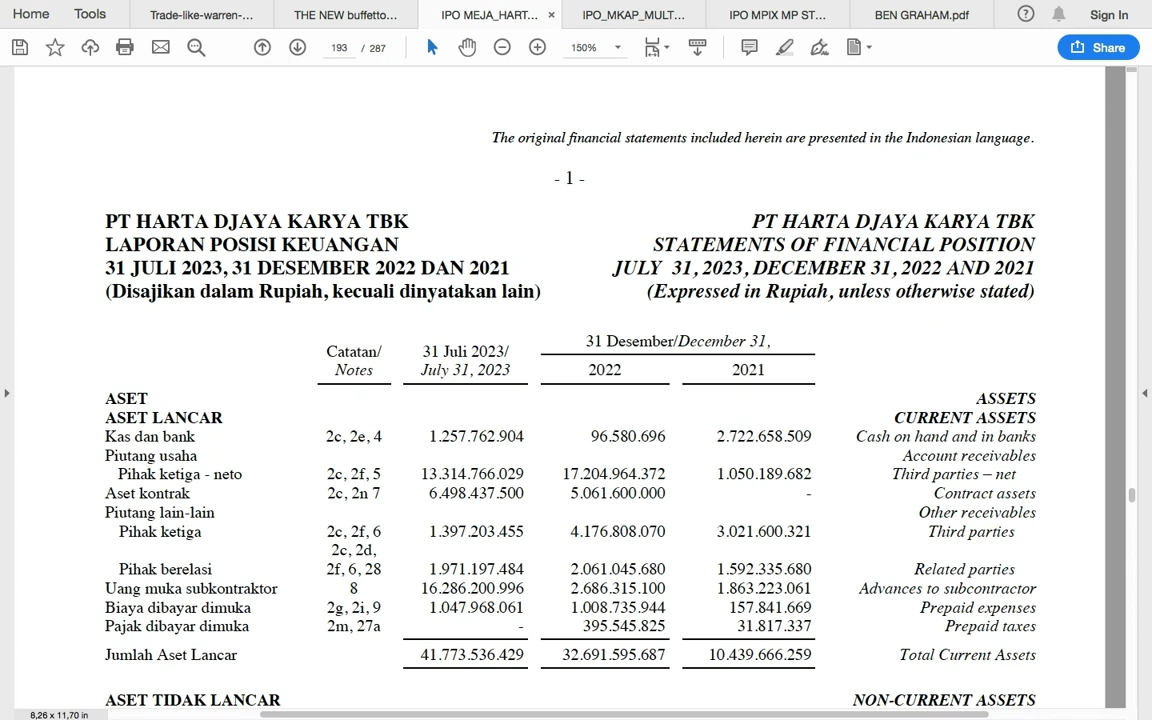 Home Tools Trade-like-warren-... THE NEW buffetto... IPO MEJA_HART... × IPO_MKAP_MULT... IPO MPIX MP ST... BEN GRAHAM.pdf ? Sign In
193 / 287 150% Share
The original financial statements included herein are presented in the Indonesian language.
- 1 -
PT HARTA DJAYA KARYA TBK PT HARTA DJAYA KARYA TBK
LAPORAN POSISI KEUANGAN STATEMENTS OF FINANCIAL POSITION
31 JULI 2023, 31 DESEMBER 2022 DAN 2021 JULY 31, 2023, DECEMBER 31, 2022 AND 2021
(Disajikan dalam Rupiah, kecuali dinyatakan lain) (Expressed in Rupiah, unless otherwise stated)
31 Desember/December 31,
Catatan/ 31 Juli 2023/
Notes July 31, 2023 2022 2021
ASET ASSETS
ASET LANCAR CURRENT ASSETS
Kas dan bank 2c, 2e, 4 1.257.762.904 96.580.696 2.722.658.509 Cash on hand and in banks
Piutang usaha Account receivables
Pihak ketiga - neto 2c, 2f, 5 13.314.766.029 17.204.964.372 1.050.189.682 Third parties – net
Aset kontrak 2c, 2n 7 6.498.437.500 5.061.600.000 - Contract assets
Piutang lain-lain Other receivables
Pihak ketiga 2c, 2f, 6 1.397.203.455 4.176.808.070 3.021.600.321 Third parties
2c, 2d,
Pihak berelasi 2f, 6, 28 1.971.197.484 2.061.045.680 1.592.335.680 Related parties
Uang muka subkontraktor 8 16.286.200.996 2.686.315.100 1.863.223.061 Advances to subcontractor
Biaya dibayar dimuka 2g, 2i, 9 1.047.968.061 1.008.735.944 157.841.669 Prepaid expenses
Pajak dibayar dimuka 2m, 27a - 395.545.825 31.817.337 Prepaid taxes
Jumlah Aset Lancar 41.773.536.429 32.691.595.687 10.439.666.259 Total Current Assets
ASET TIDAK LANCAR NON-CURRENT ASSETS
8,26 x 11,70 in